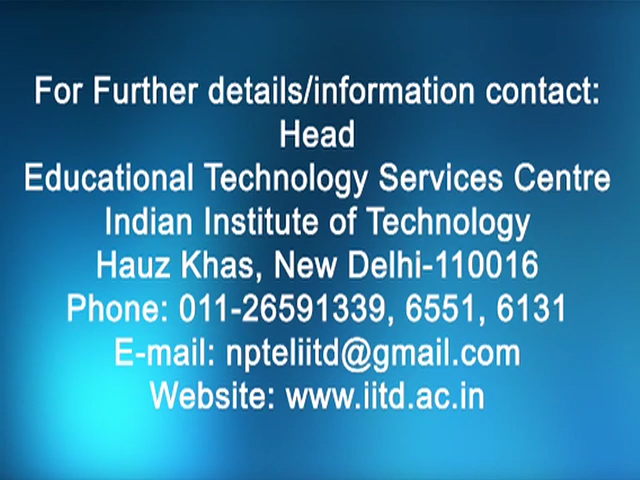 For Further details/information contact:
Head
Educational Technology Services Centre
Indian Institute of Technology
Hauz Khas, New Delhi-110016
Phone: 011-26591339, 6551, 6131
E-mail: npteliitd@gmail.com
Website: www.iitd.ac.in